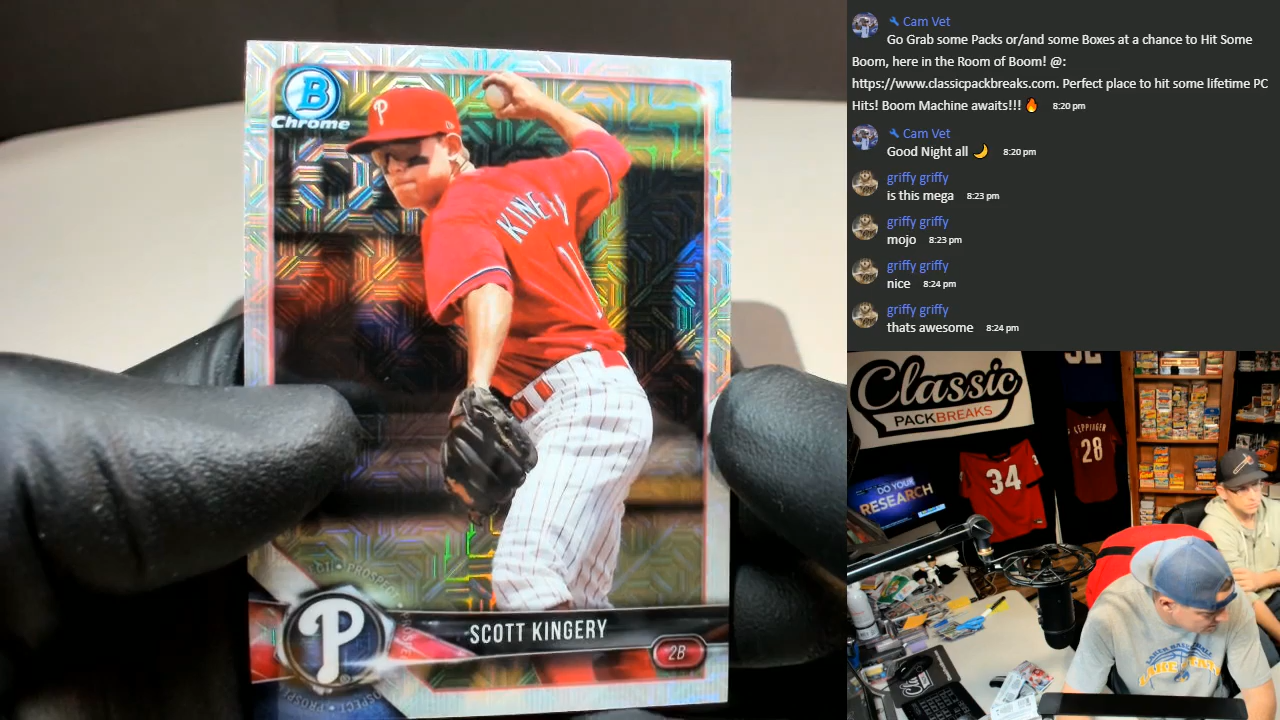 B
Chrome
P
KINE
PROSPECT
P
SCOTT KINGERY
2B
Cam Vet
Go Grab some Packs or/and some Boxes at a chance to Hit Some
Boom, here in the Room of Boom! @:
https://www.classicpackbreaks.com. Perfect place to hit some lifetime PC
Hits! Boom Machine awaits!!! 🔥 8:20 pm
Cam Vet
Good Night all 🌙 8:20 pm
griffy griffy
is this mega 8:23 pm
griffy griffy
mojo 8:23 pm
griffy griffy
nice 8:24 pm
griffy griffy
thats awesome 8:24 pm
Classic
PACKBREAKS
34
KEPPINGER
28
DO YOUR
RESEARCH